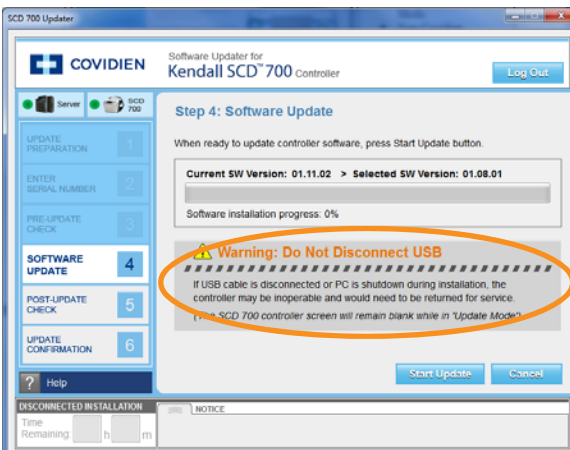 SCD 700 Updater
COVIDIEN
Software Updater for
Kendall SCD™ 700 Controller
Log Out
Server
SCD
700
UPDATE
PREPARATION
1
ENTER
SERIAL NUMBER
2
PRE-UPDATE
CHECK
3
SOFTWARE
UPDATE
4
POST-UPDATE
CHECK
5
UPDATE
CONFIRMATION
6
? Help
Step 4: Software Update
When ready to update controller software, press Start Update button.
Current SW Version: 01.11.02 > Selected SW Version: 01.08.01
Software installation progress: 0%
Warning: Do Not Disconnect USB
If USB cable is disconnected or PC is shutdown during installation, the
controller may be inoperable and would need to be returned for service.
(The SCD 700 controller screen will remain blank while in "Update Mode")
Start Update
Cancel
DISCONNECTED INSTALLATION
Time
Remaining: h m
NOTICE